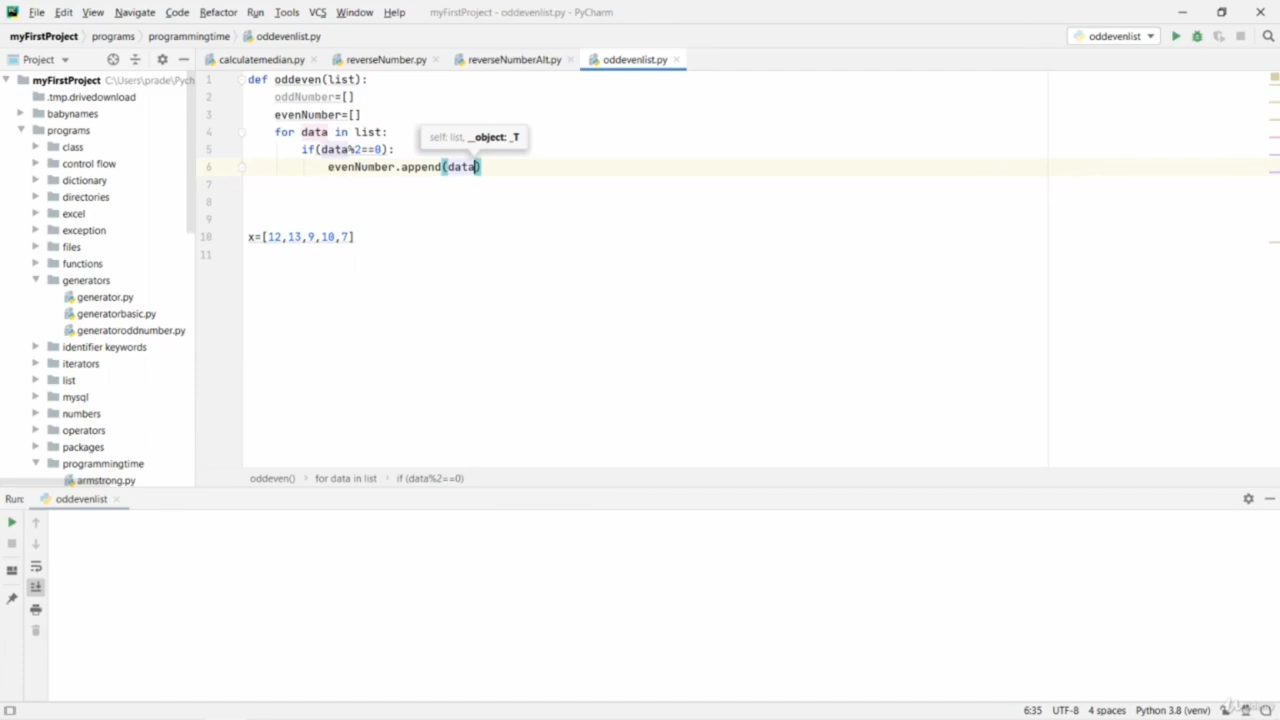 File Edit View Navigate Code Refactor Run Tools VCS Window Help myFirstProject - oddevenlist.py - PyCharm
myFirstProject programs programmingtime oddevenlist.py oddevenlist
Project calculatemedian.py reverseNumber.py reverseNumberAlt.py oddevenlist.py
myFirstProject C:\Users\prade\Pych
.tmp.drivedownload
babynames
programs
class
control flow
dictionary
directories
excel
exception
files
functions
generators
generator.py
generatorbasic.py
generatoroddnumber.py
identifier keywords
iterators
list
mysql
numbers
operators
packages
programmingtime
armstrong.py
1 def oddeven(list):
2 oddNumber=[]
3 evenNumber=[]
4 for data in list:
self: list, __object: _T
5 if(data%2==0):
6 evenNumber.append(data)
7
8
9
10 x=[12,13,9,10,7]
11
oddeven() for data in list if (data%2==0)
Run: oddevenlist
6:35 UTF-8 4 spaces Python 3.8 (venv)